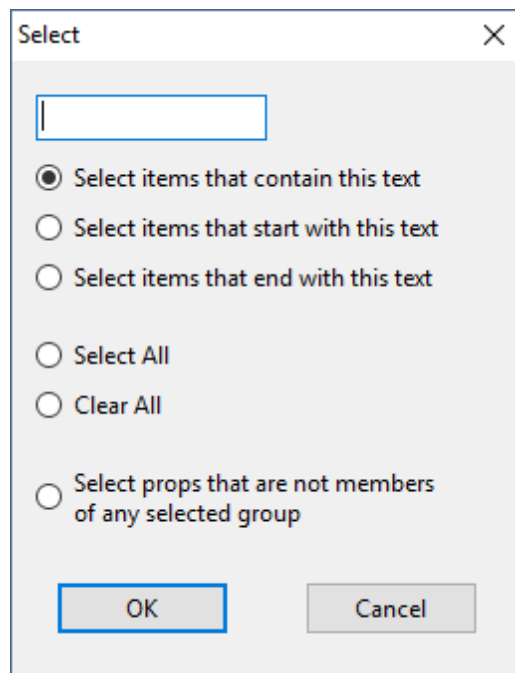 Select
Select items that contain this text
Select items that start with this text
Select items that end with this text
Select All
Clear All
Select props that are not members
of any selected group
OK
Cancel